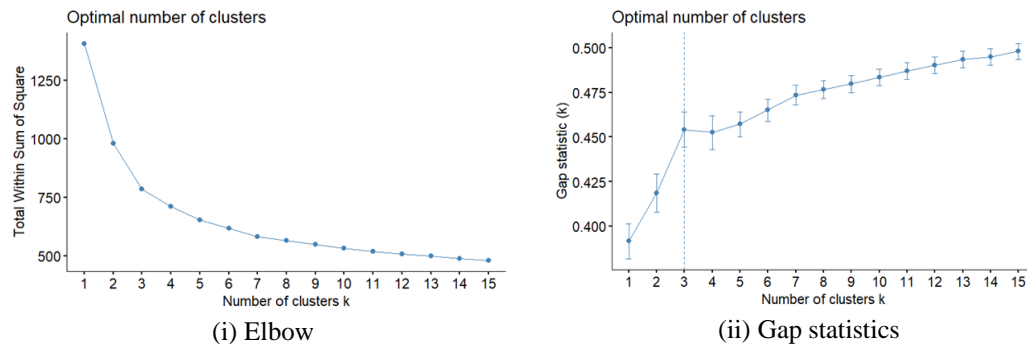 Optimal number of clusters
Total Within Sum of Square
1250
1000
750
500
1 2 3 4 5 6 7 8 9 10 11 12 13 14 15
Number of clusters k
(i) Elbow
Optimal number of clusters
Gap statistic (k)
0.500
0.475
0.450
0.425
0.400
1 2 3 4 5 6 7 8 9 10 11 12 13 14 15
Number of clusters k
(ii) Gap statistics